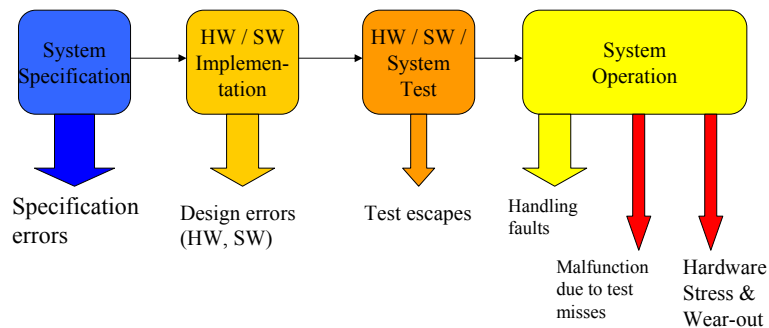 System
Specification
HW / SW
Implemen-
tation
HW / SW /
System
Test
System
Operation
Specification
errors
Design errors
(HW, SW)
Test escapes
Handling
faults
Malfunction
due to test
misses
Hardware
Stress &
Wear-out